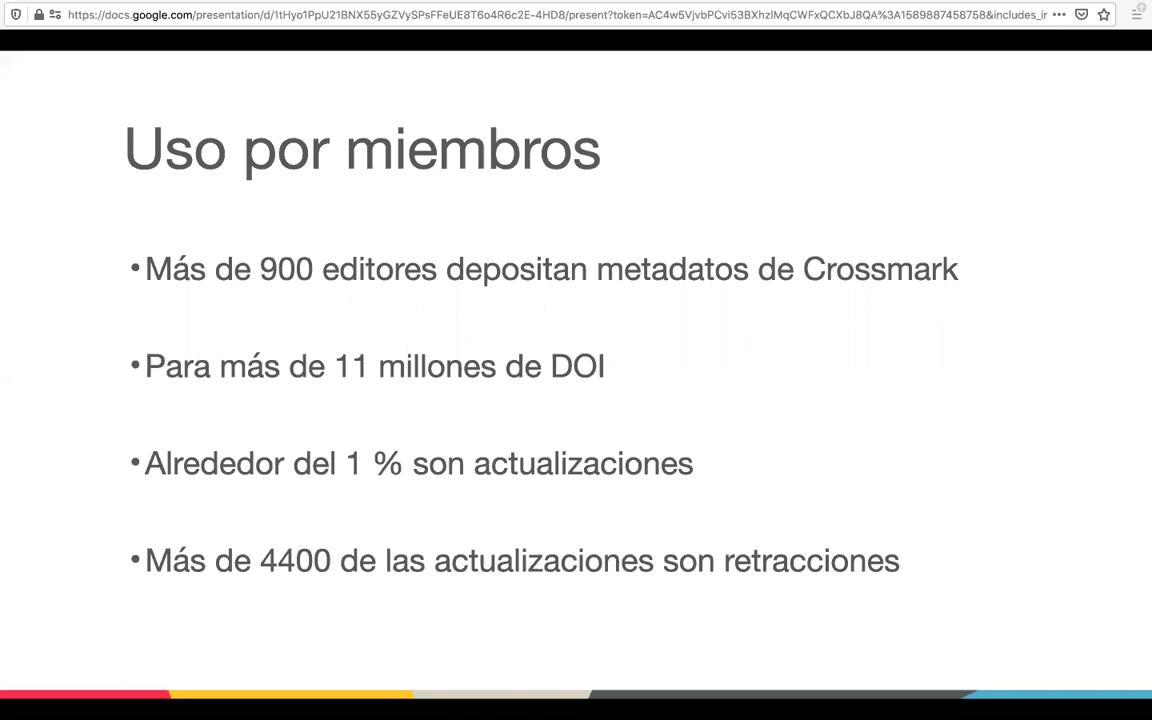 https://docs.google.com/presentation/d/1tHyo1PpU21BNX55yGZVySPsFFeUE8T6o4R6c2E-4HD8/present?token=AC4w5VjvbPCvi53BXhzlMqCWFxQCXbJ8QA%3A1589887458758&includes_ir
Uso por miembros
•Más de 900 editores depositan metadatos de Crossmark
•Para más de 11 millones de DOI
•Alrededor del 1 % son actualizaciones
•Más de 4400 de las actualizaciones son retracciones